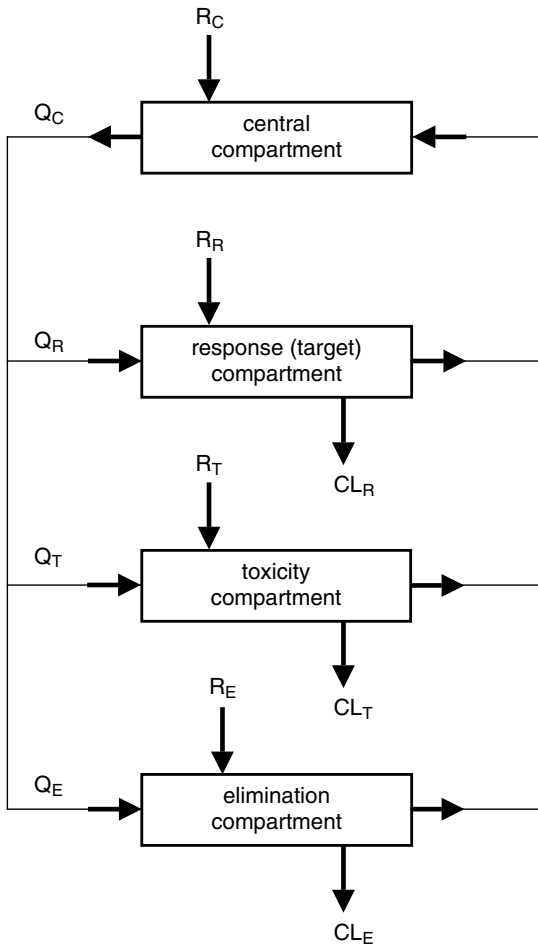 R_C
Q_C
central
compartment
R_R
Q_R
response (target)
compartment
CL_R
R_T
Q_T
toxicity
compartment
CL_T
R_E
Q_E
elimination
compartment
CL_E